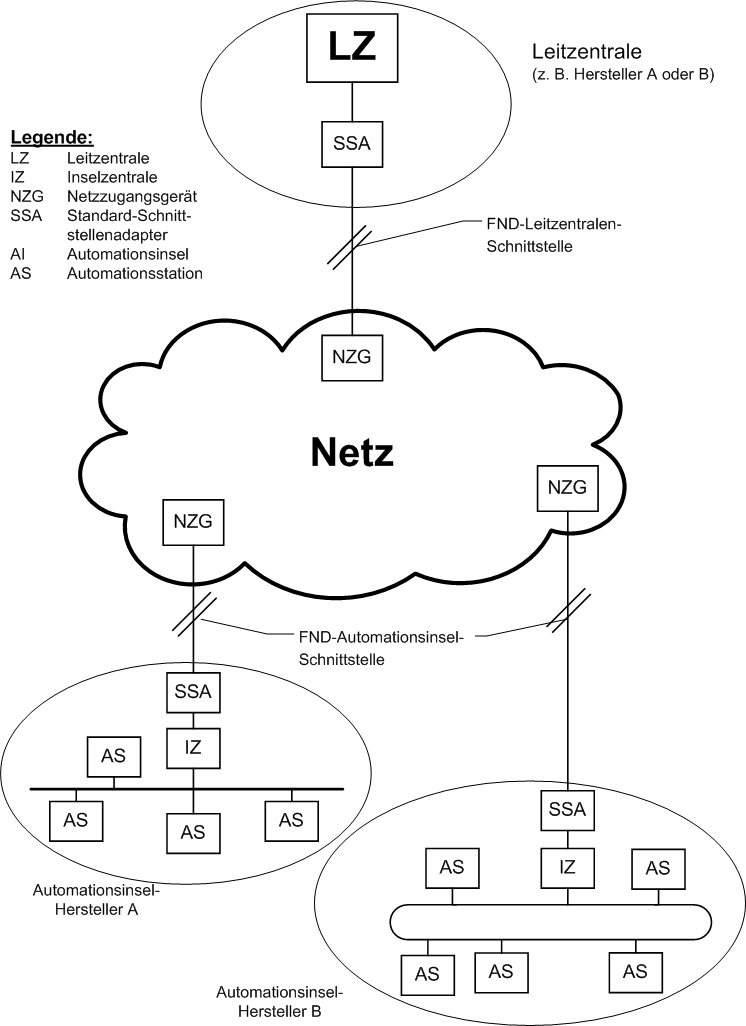 LZ
Leitzentrale
(z. B. Hersteller A oder B)
SSA
Legende:
LZ Leitzentrale
IZ Inselzentrale
NZG Netzzugangsgerät
SSA Standard-Schnitt-
stellenadapter
AI Automationsinsel
AS Automationsstation
FND-Leitzentralen-
Schnittstelle
NZG
Netz
NZG
NZG
FND-Automationsinsel-
Schnittstelle
SSA
IZ
AS
AS
AS
AS
Automationsinsel-
Hersteller A
SSA
AS
IZ
AS
AS
AS
AS
Automationsinsel-
Hersteller B